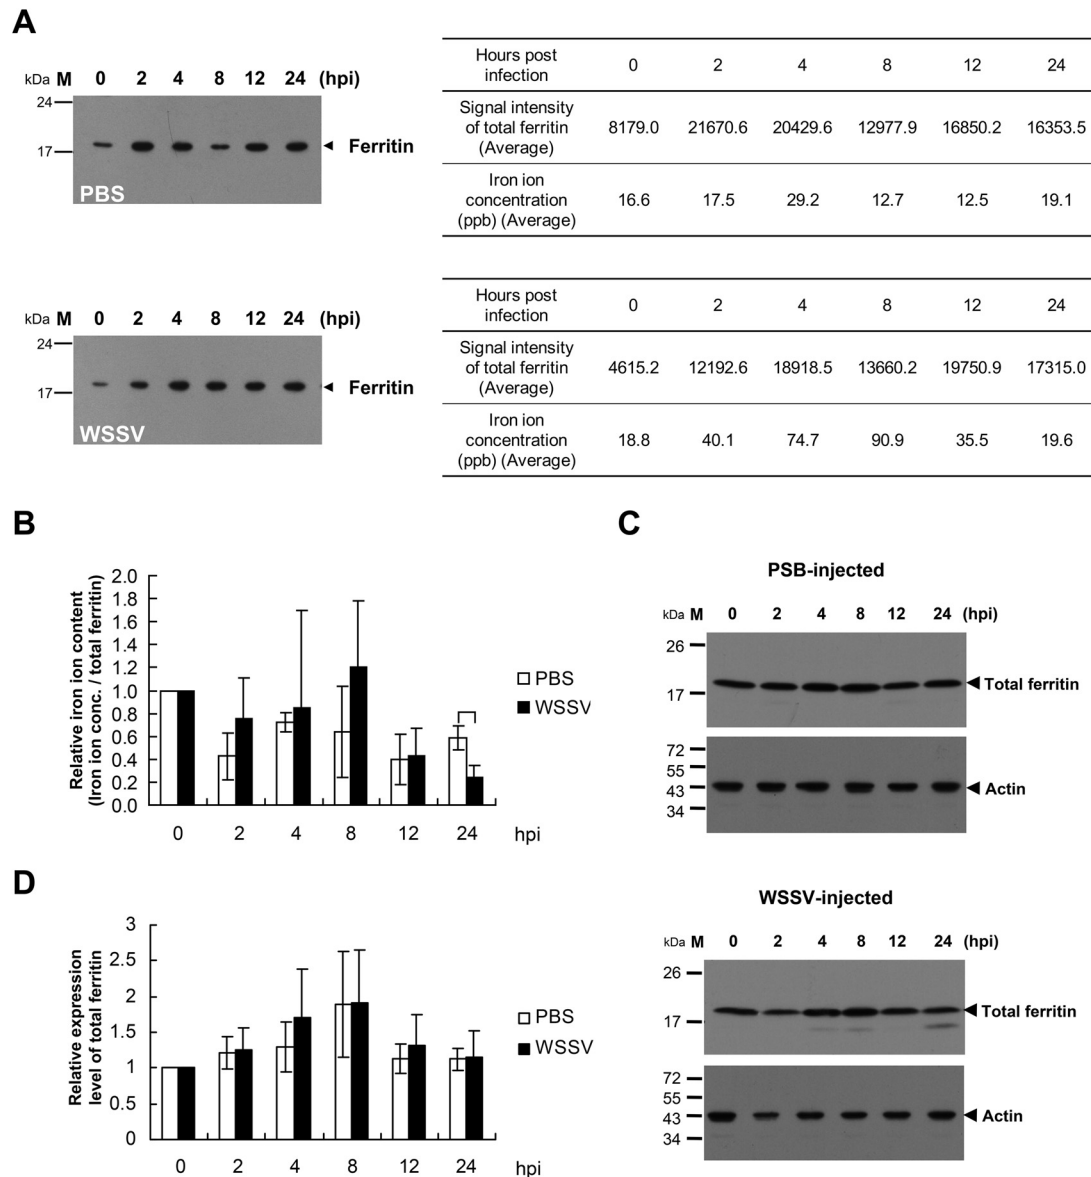 A
kDa M 0 2 4 8 12 24 (hpi)
24
17
Ferritin
PBS
Hours post
infection
0 2 4 8 12 24
Signal intensity
of total ferritin
(Average)
8179.0 21670.6 20429.6 12977.9 16850.2 16353.5
Iron ion
concentration
(ppb) (Average)
16.6 17.5 29.2 12.7 12.5 19.1
kDa M 0 2 4 8 12 24 (hpi)
24
17
Ferritin
WSSV
Hours post
infection
0 2 4 8 12 24
Signal intensity
of total ferritin
(Average)
4615.2 12192.6 18918.5 13660.2 19750.9 17315.0
Iron ion
concentration
(ppb) (Average)
18.8 40.1 74.7 90.9 35.5 19.6
B
Relative iron ion content
(Iron ion conc. / total ferritin)
2.0
1.8
1.6
1.4
1.2
1.0
0.8
0.6
0.4
0.2
0.0
0 2 4 8 12 24 hpi
PBS
WSSV
C
PSB-injected
kDa M 0 2 4 8 12 24 (hpi)
26
17
Total ferritin
72
55
43
34
Actin
WSSV-injected
kDa M 0 2 4 8 12 24 (hpi)
26
17
Total ferritin
72
55
43
34
Actin
D
Relative expression
level of total ferritin
3
2.5
2
1.5
1
0.5
0
0 2 4 8 12 24 hpi
PBS
WSSV